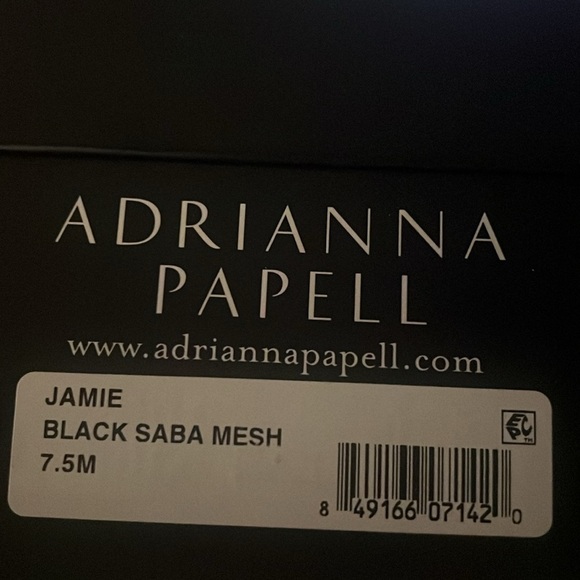 ADRIANNA
PAPELL
www.adriannapapell.com
JAMIE
BLACK SABA MESH
7.5M
8 49166 07142 0